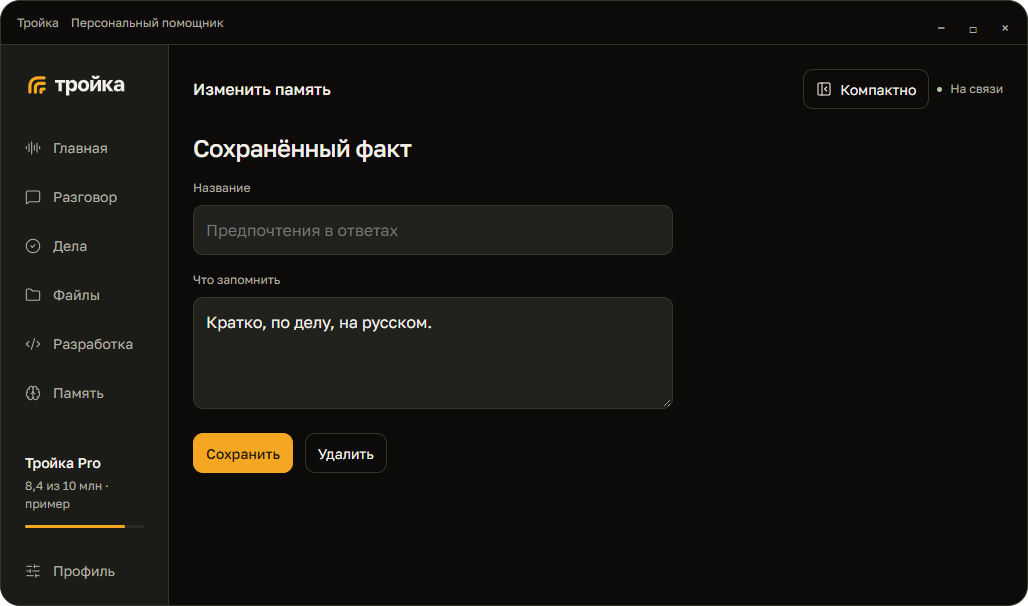 Тройка Персональный помощник
тройка
Главная
Разговор
Дела
Файлы
Разработка
Память
Тройка Pro
8,4 из 10 млн ·
пример
Профиль
Изменить память
Компактно
На связи
Сохранённый факт
Название
Предпочтения в ответах
Что запомнить
Кратко, по делу, на русском.
Сохранить
Удалить